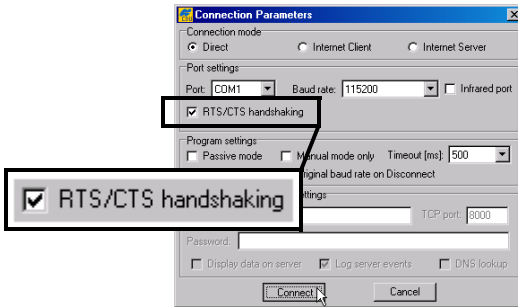 Connection Parameters
Connection mode
Direct Internet Client Internet Server
Port settings
Port: COM1 Baud rate: 115200 Infrared port
RTS/CTS handshaking
Program settings
Passive mode Manual mode only Timeout [ms]: 500
RTS/CTS handshaking
riginal baud rate on Disconnect
ttings
TCP port: 8000
Password:
Display data on server Log server events DNS lookup
Connect Cancel